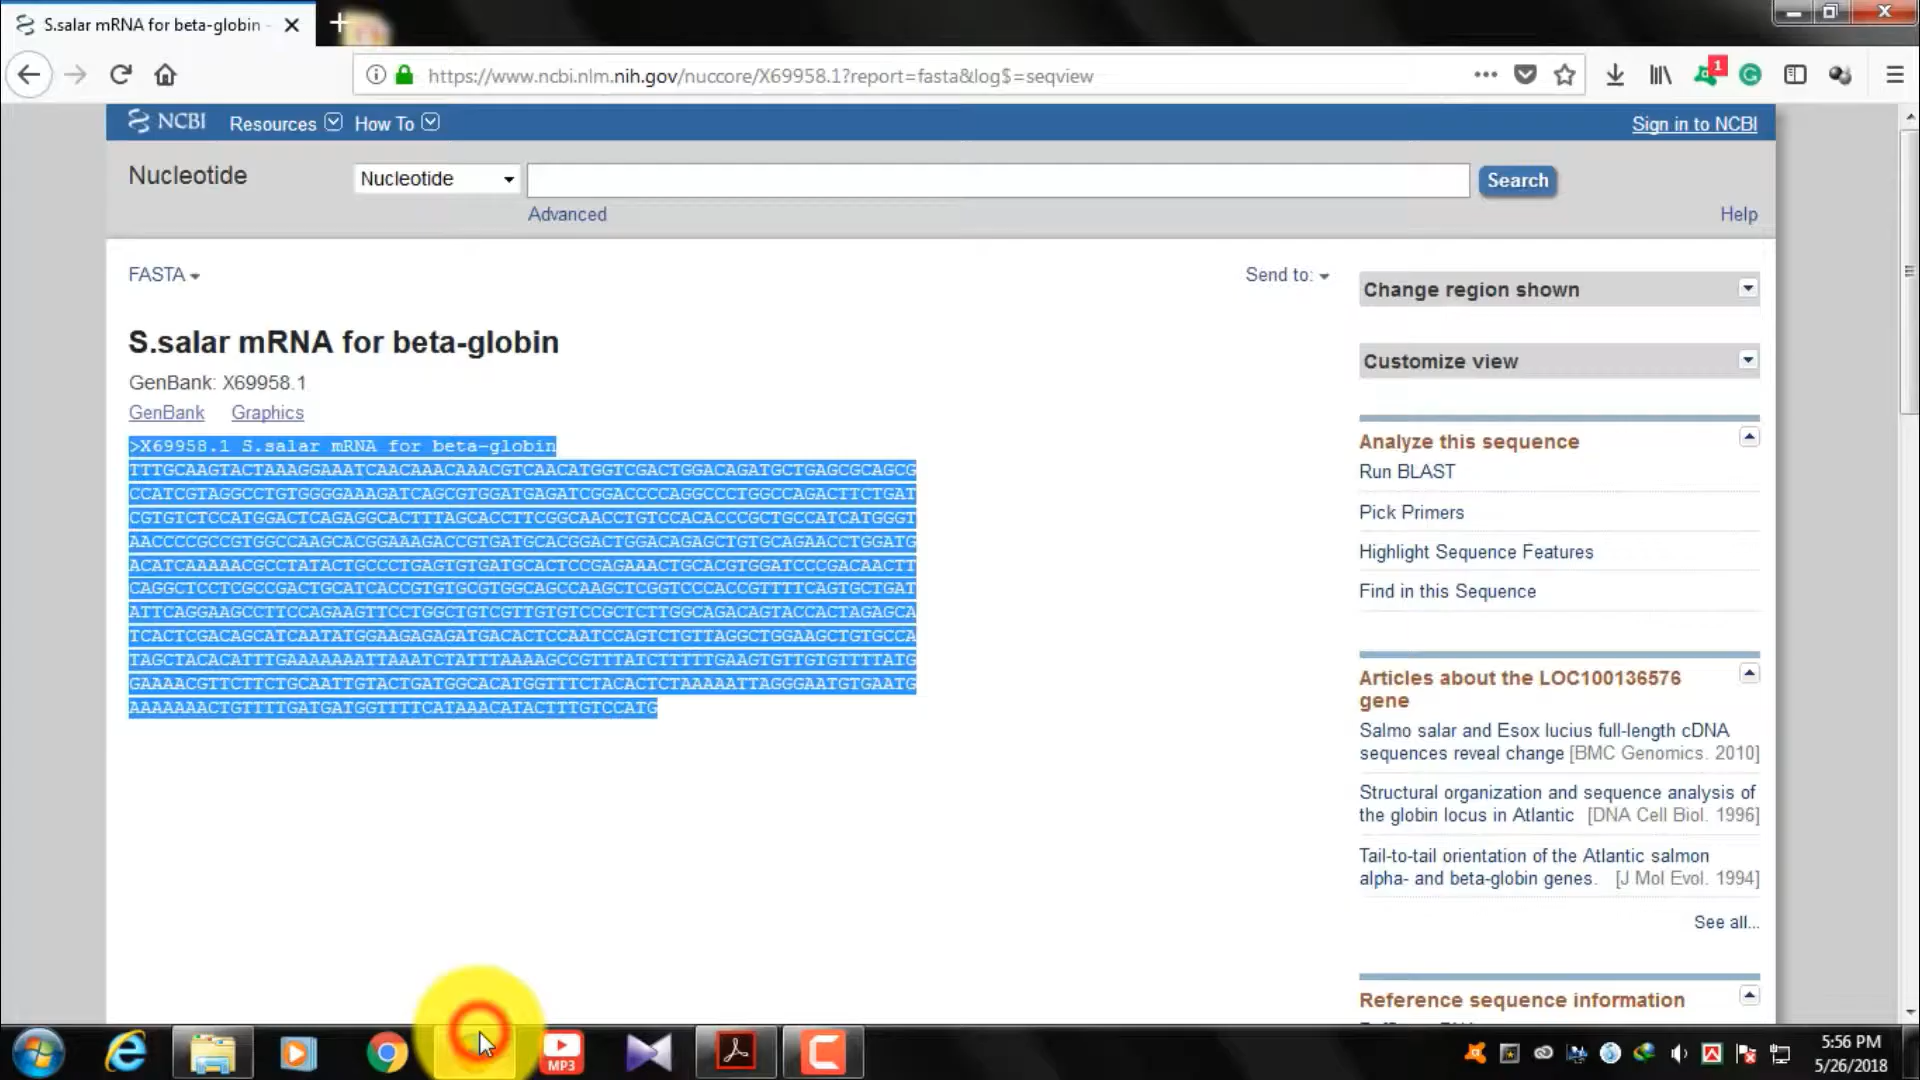 S.salar mRNA for beta-globin -
https://www.ncbi.nlm.nih.gov/nuccore/X69958.1?report=fasta&log$=seqview
1
NCBI
Resources
How To
Sign in to NCBI
Nucleotide
Nucleotide
Search
Advanced
Help
FASTA
Send to:
S.salar mRNA for beta-globin
GenBank: X69958.1
GenBank
Graphics
>X69958.1 S.salar mRNA for beta-globin
TTTGCAAGTACTAAAGGAAATCAACAAACAAACGTCAACATGGTCGACTGGACAGATGCTGAGCGCAGCG
CCATCGTAGGCCTGTGGGGAAAGATCAGCGTGGATGAGATCGGACCCCAGGCCCTGGCCAGACTTCTGAT
CGTGTCTCCATGGACTCAGAGGCACTTTAGCACCTTCGGCAACCTGTCCACACCCGCTGCCATCATGGGT
AACCCCGCCGTGGCCAAGCACGGAAAGACCGTGATGCACGGACTGGACAGAGCTGTGCAGAACCTGGATG
ACATCAAAAACGCCTATACTGCCCTGAGTGTGATGCACTCCGAGAAACTGCACGTGGATCCCGACAACTT
CAGGCTCCTCGCCGACTGCATCACCGTGTGCGTGGCAGCCAAGCTCGGTCCCACCGTTTTCAGTGCTGAT
ATTCAGGAAGCCTTCCAGAAGTTCCTGGCTGTCGTTGTGTCCGCTCTTGGCAGACAGTACCACTAGAGCA
TCACTCGACAGCATCAATATGGAAGAGAGATGACACTCCAATCCAGTCTGTTAGGCTGGAAGCTGTGCCA
TAGCTACACATTTGAAAAAAATTAAATCTATTTAAAAGCCGTTTATCTTTTTGAAGTGTTGTGTTTTATG
GAAAACGTTCTTCTGCAATTGTACTGATGGCACATGGTTTCTACACTCTAAAAATTAGGGAATGTGAATG
AAAAAAACTGTTTTGATGATGGTTTTCATAAACATACTTTGTCCATG
Change region shown
Customize view
Analyze this sequence
Run BLAST
Pick Primers
Highlight Sequence Features
Find in this Sequence
Articles about the LOC100136576
gene
Salmo salar and Esox lucius full-length cDNA
sequences reveal change [BMC Genomics. 2010]
Structural organization and sequence analysis of
the globin locus in Atlantic [DNA Cell Biol. 1996]
Tail-to-tail orientation of the Atlantic salmon
alpha- and beta-globin genes. [J Mol Evol. 1994]
See all...
Reference sequence information
MP3
5:56 PM
5/26/2018